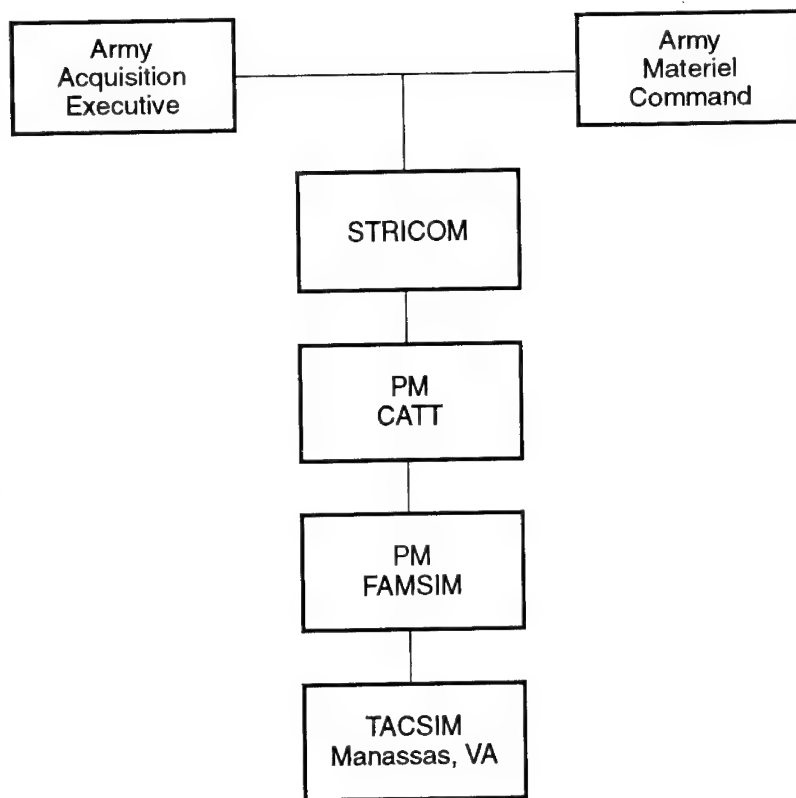 Army
Acquisition
Executive
Army
Materiel
Command
STRICOM
PM
CATT
PM
FAMSIM
TACSIM
Manassas, VA